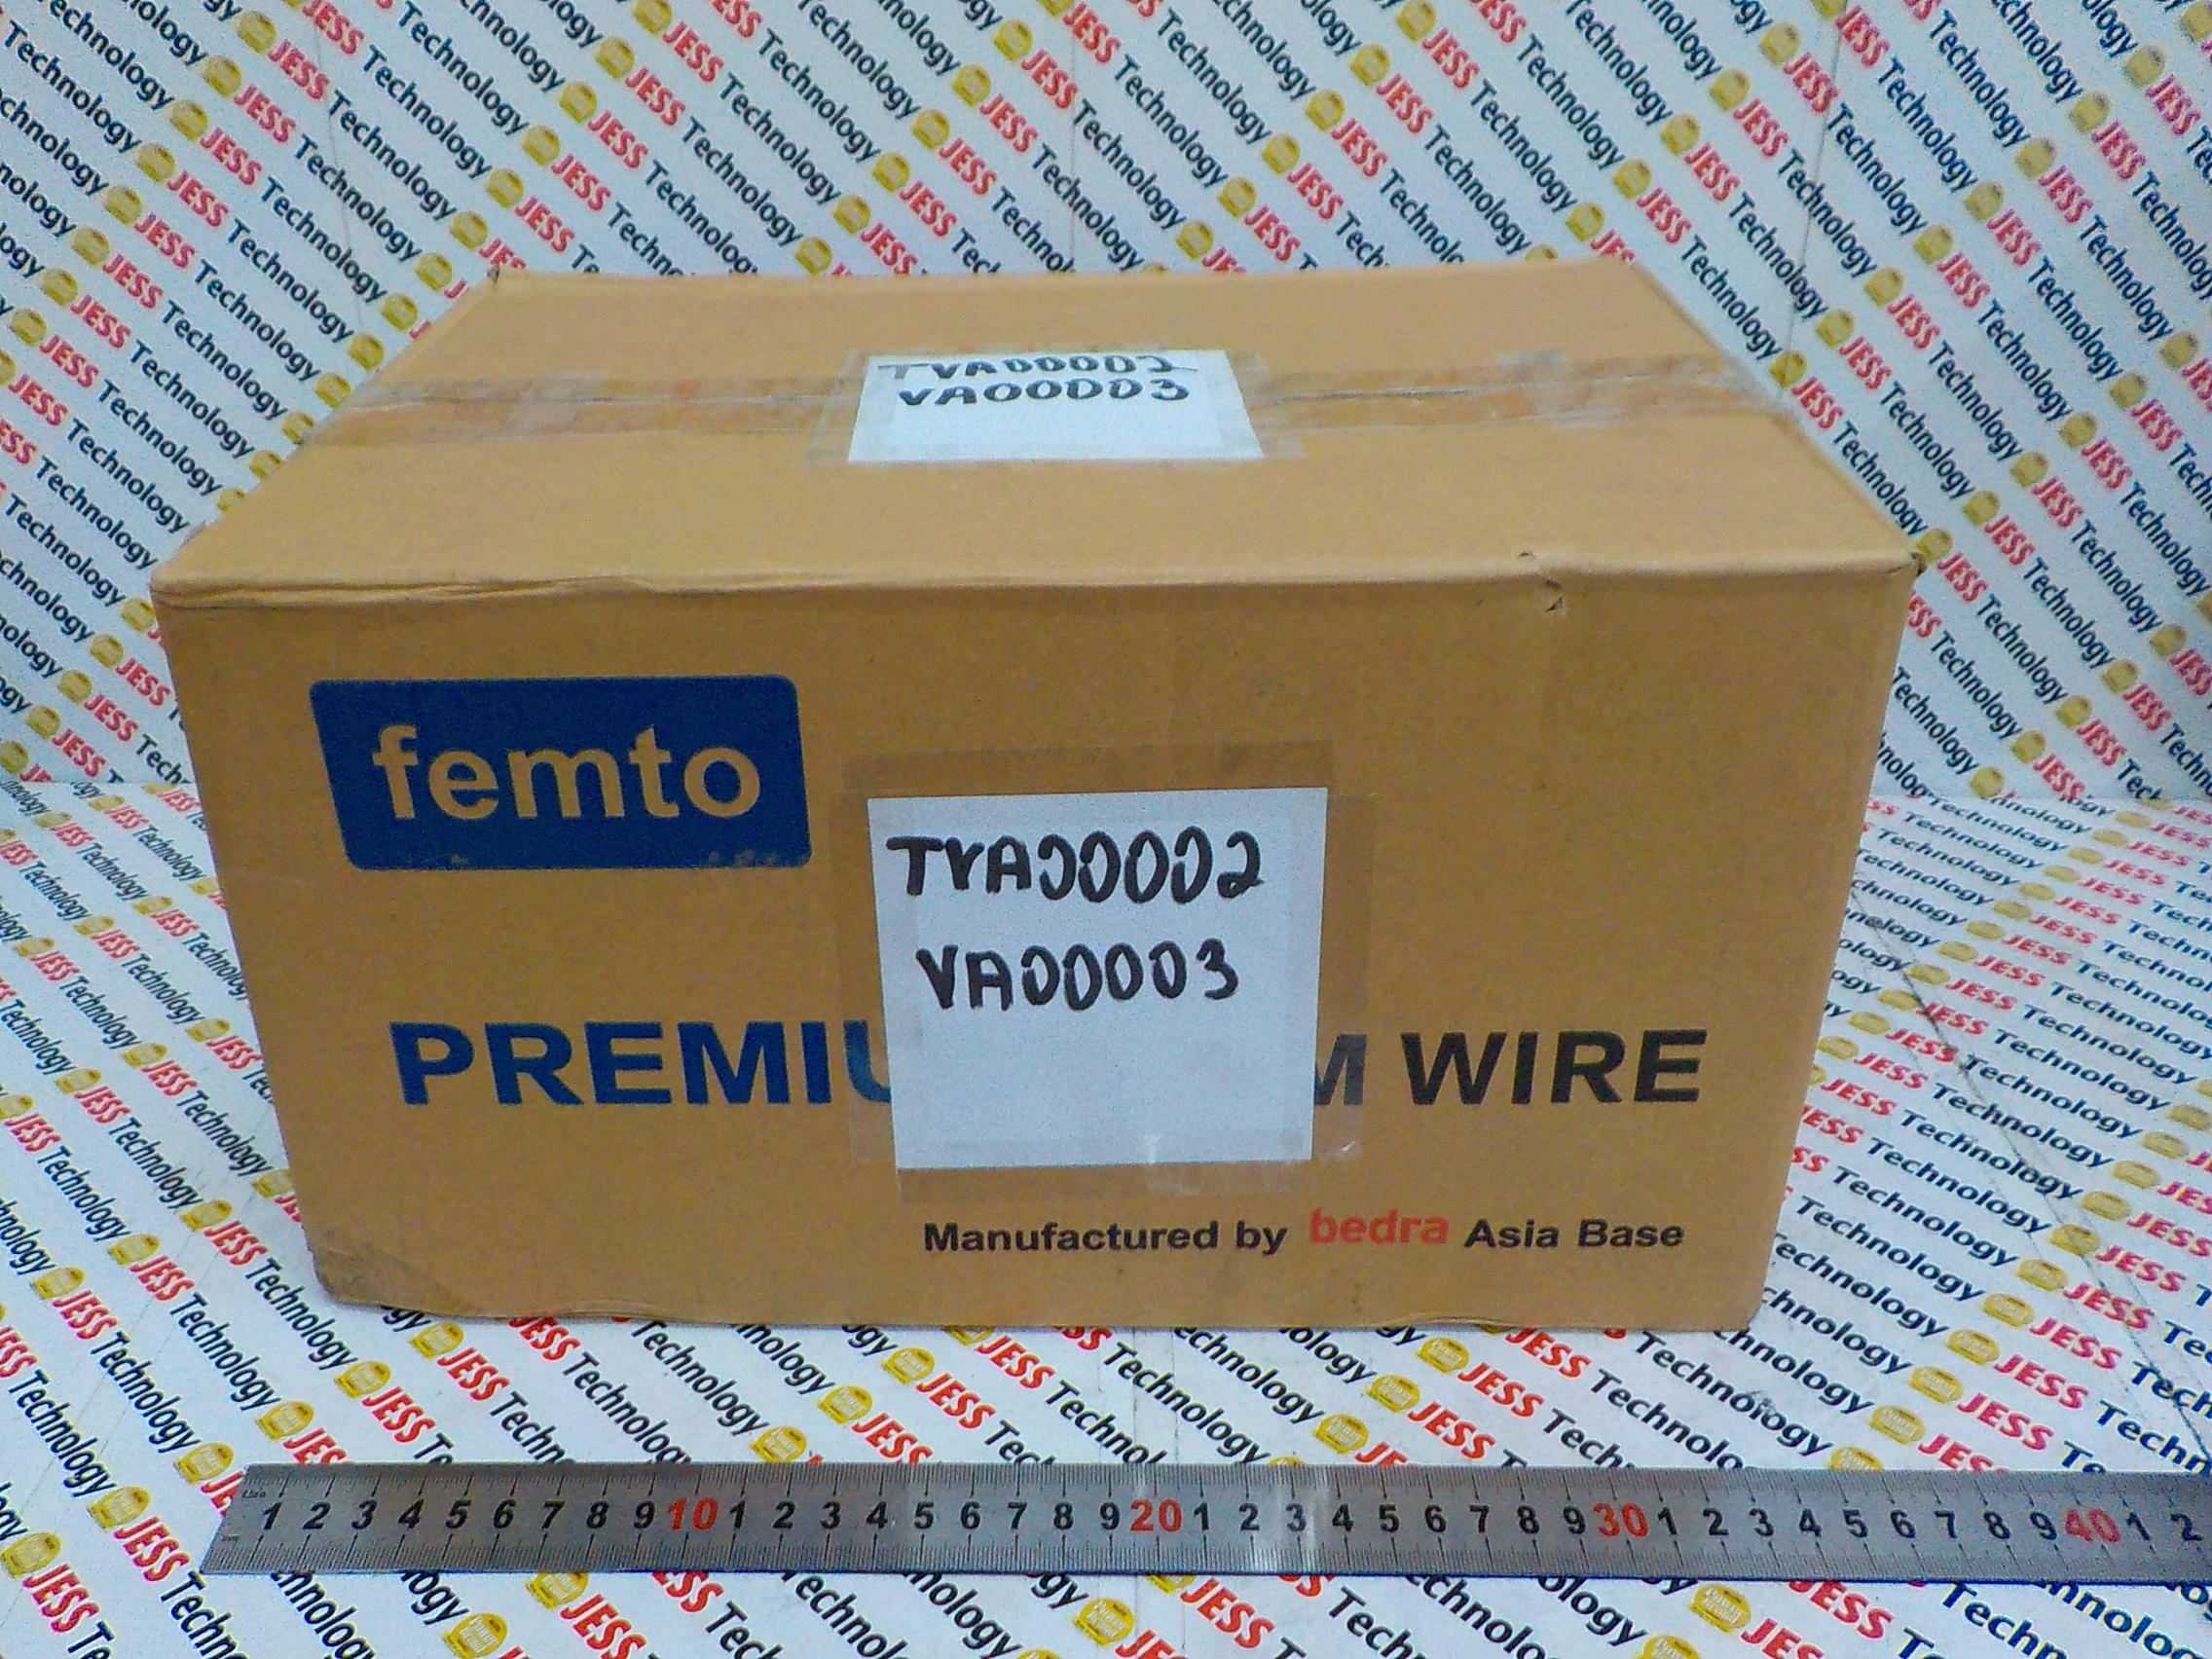 TVA00002
VA00003
femto
TVA00002
VA00003
PREMIU M WIRE
Manufactured by bedra Asia Base
JESS Technology
1 2 3 4 5 6 7 8 9 10 1 2 3 4 5 6 7 8 9 20 1 2 3 4 5 6 7 8 9 30 1 2 3 4 5 6 7 8 9 40 1 2